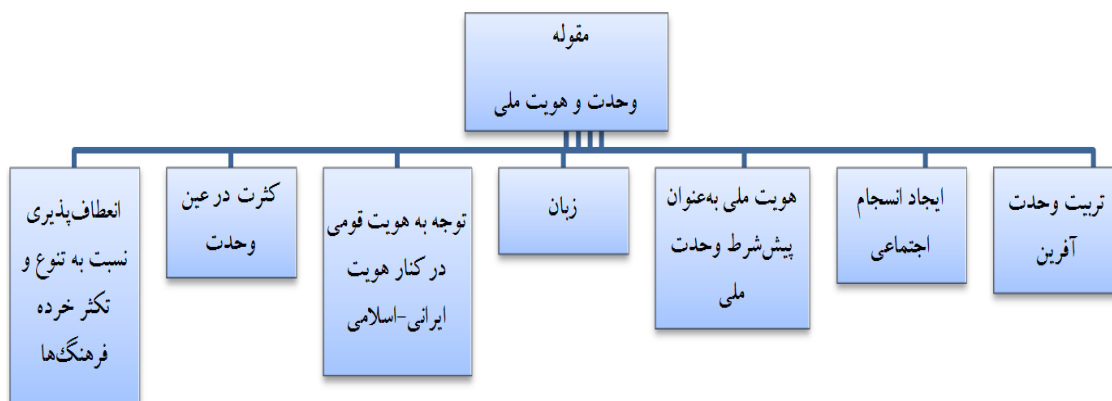 مقوله
وحدت و هویت ملی
تربیت وحدت
آفرین
ایجاد انسجام
اجتماعی
هویت ملی به‌عنوان
پیش‌شرط وحدت
ملی
زبان
توجه به هویت قومی
در کنار هویت
ایرانی-اسلامی
کثرت در عین
وحدت
انعطاف‌پذیری
نسبت به تنوع و
تکثر خرده
فرهنگ‌ها